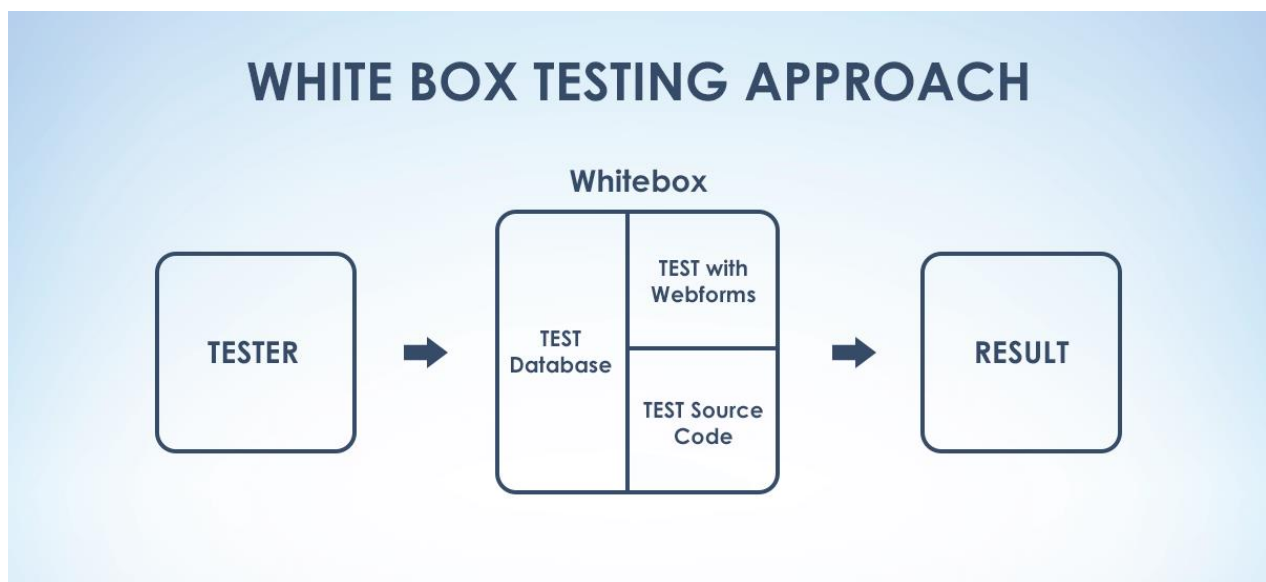 WHITE BOX TESTING APPROACH
Whitebox
TESTER
TEST
Database
TEST with
Webforms
TEST Source
Code
RESULT